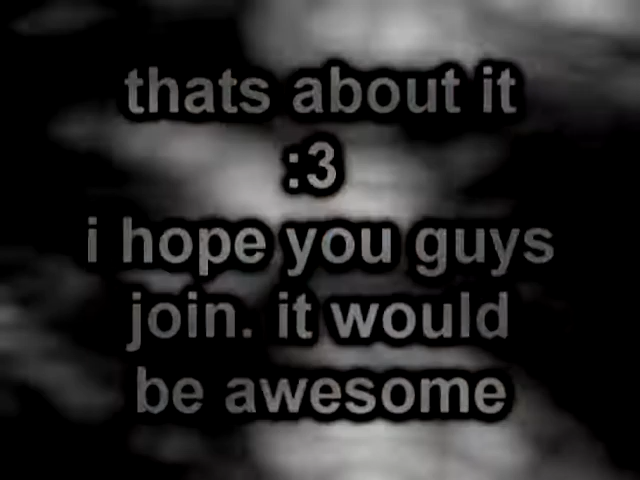 thats about it
:3
i hope you guys
join. it would
be awesome